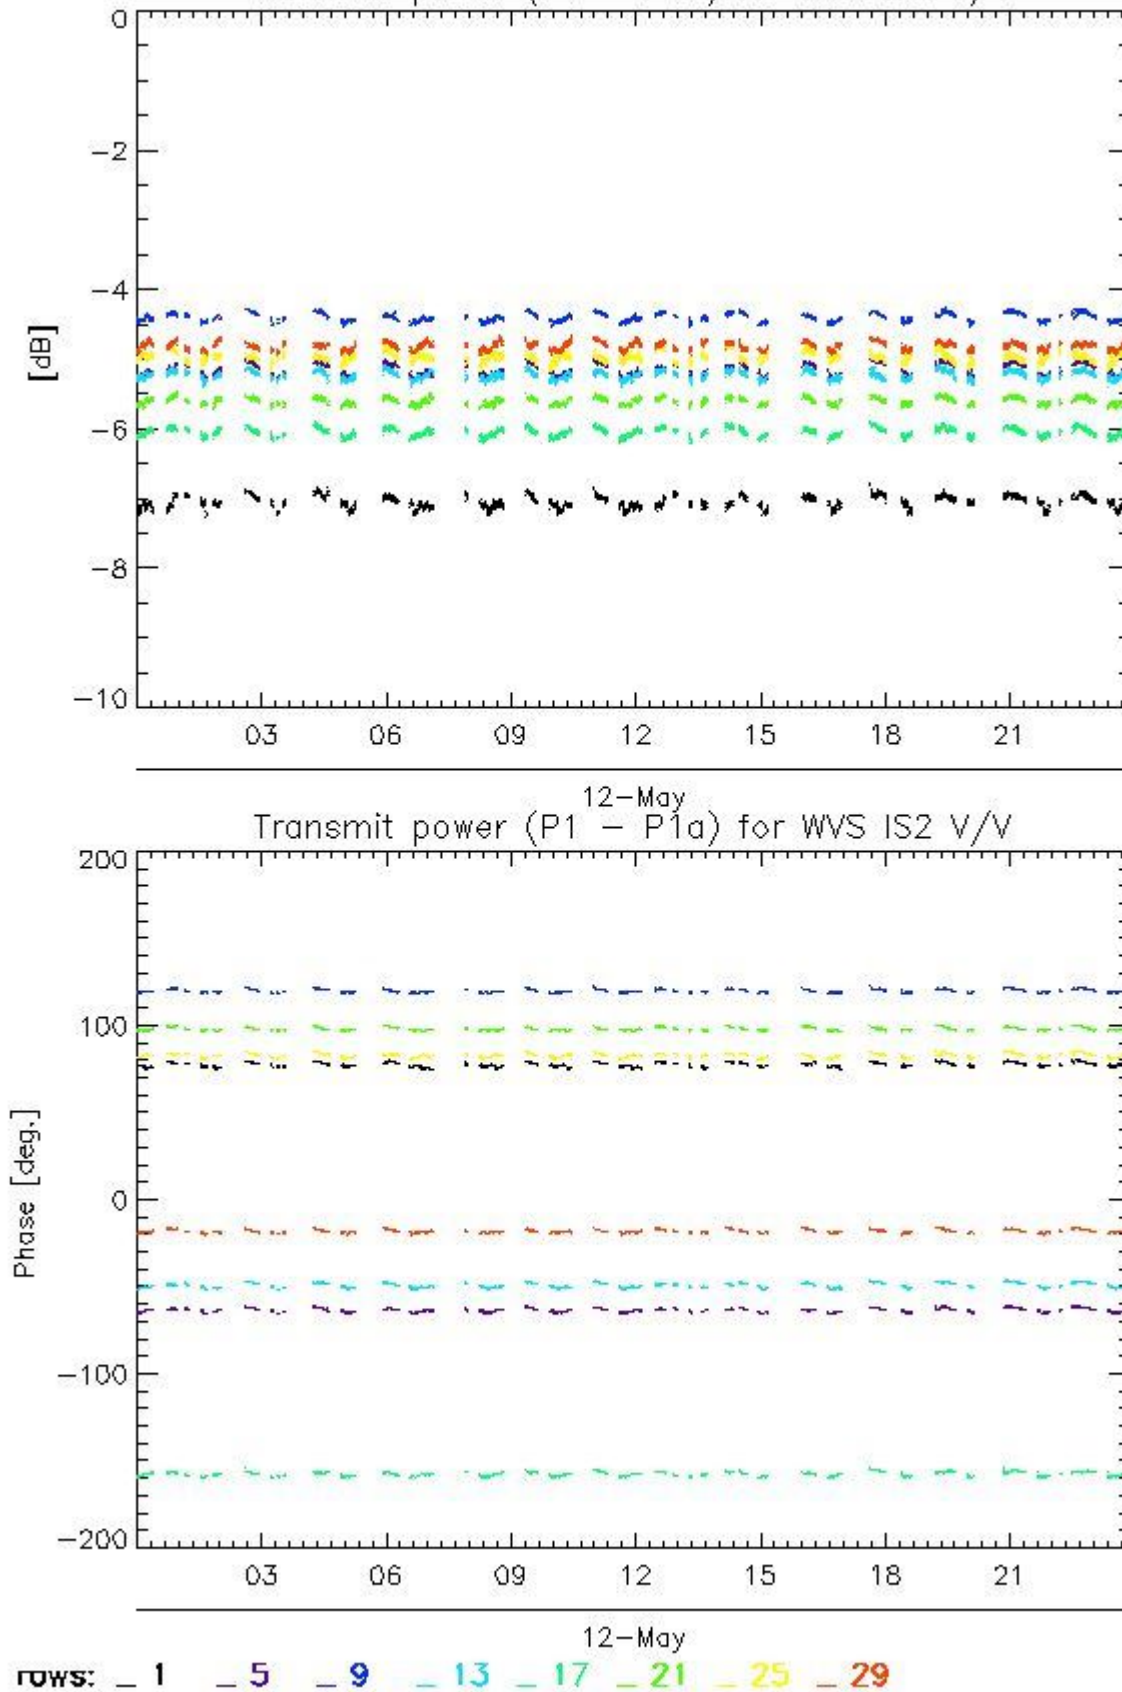 0
-2
-4
[dB]
-6
-8
-10
03 06 09 12 15 18 21
12-May
Transmit power (P1 - P1a) for WVS IS2 V/V
200
100
Phase [deg.]
0
-100
-200
03 06 09 12 15 18 21
12-May
rows: _ 1 _ 5 _ 9 _ 13 _ 17 _ 21 _ 25 _ 29